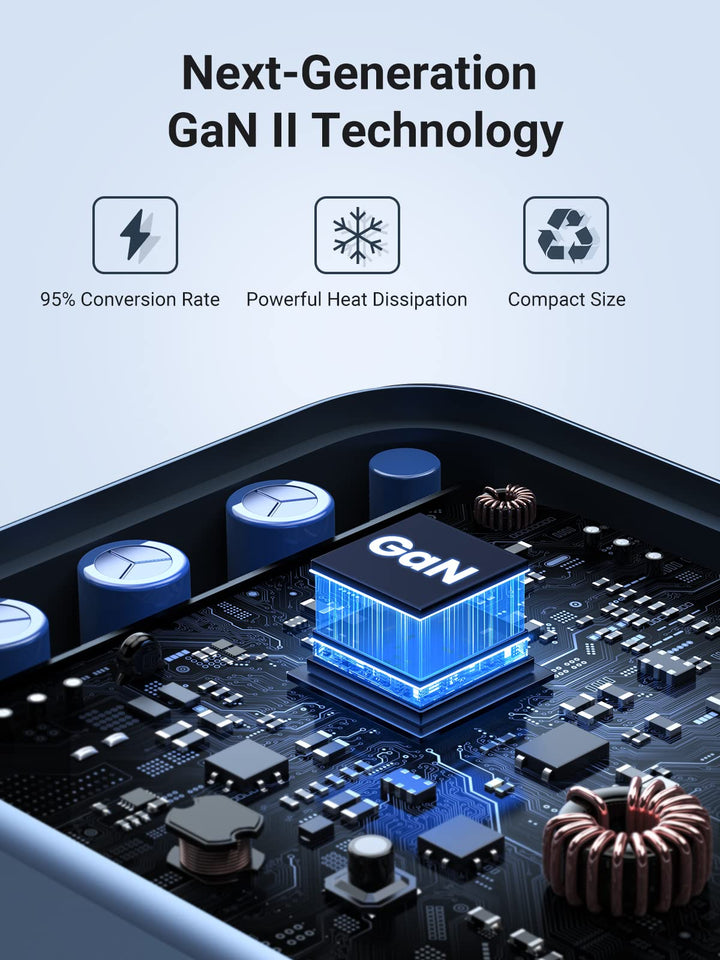 Next-Generation
GaN II Technology
95% Conversion Rate
Powerful Heat Dissipation
Compact Size
GaN